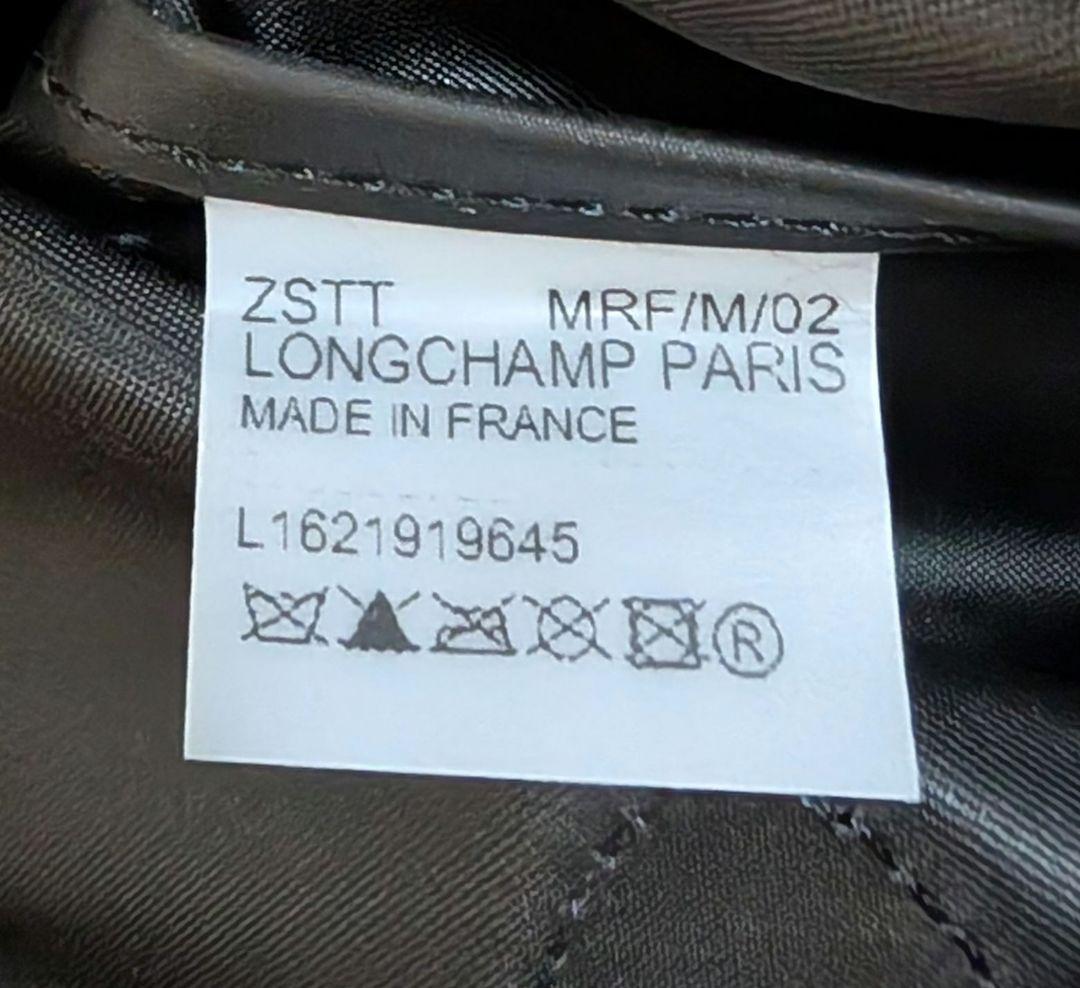 ZSTT MRF/M/02
LONGCHAMP PARIS
MADE IN FRANCE
L1621919645
Ⓡ